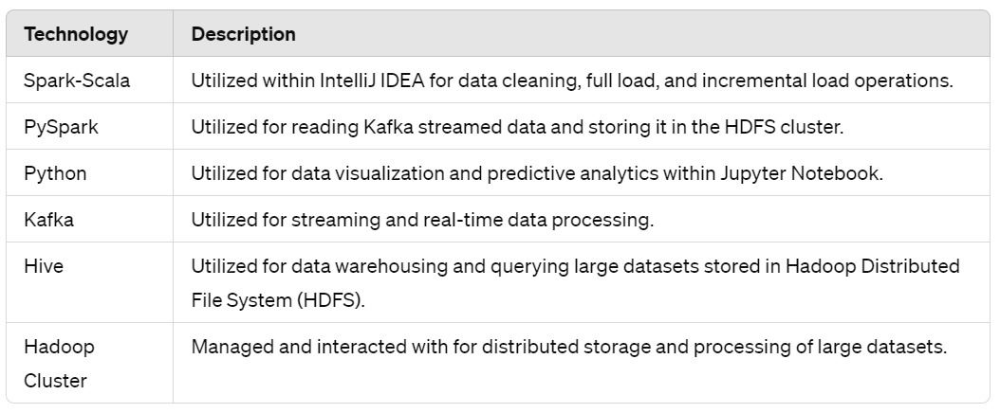 Technology Description
Spark-Scala Utilized within IntelliJ IDEA for data cleaning, full load, and incremental load operations.
PySpark Utilized for reading Kafka streamed data and storing it in the HDFS cluster.
Python Utilized for data visualization and predictive analytics within Jupyter Notebook.
Kafka Utilized for streaming and real-time data processing.
Hive Utilized for data warehousing and querying large datasets stored in Hadoop Distributed
File System (HDFS).
Hadoop Managed and interacted with for distributed storage and processing of large datasets.
Cluster